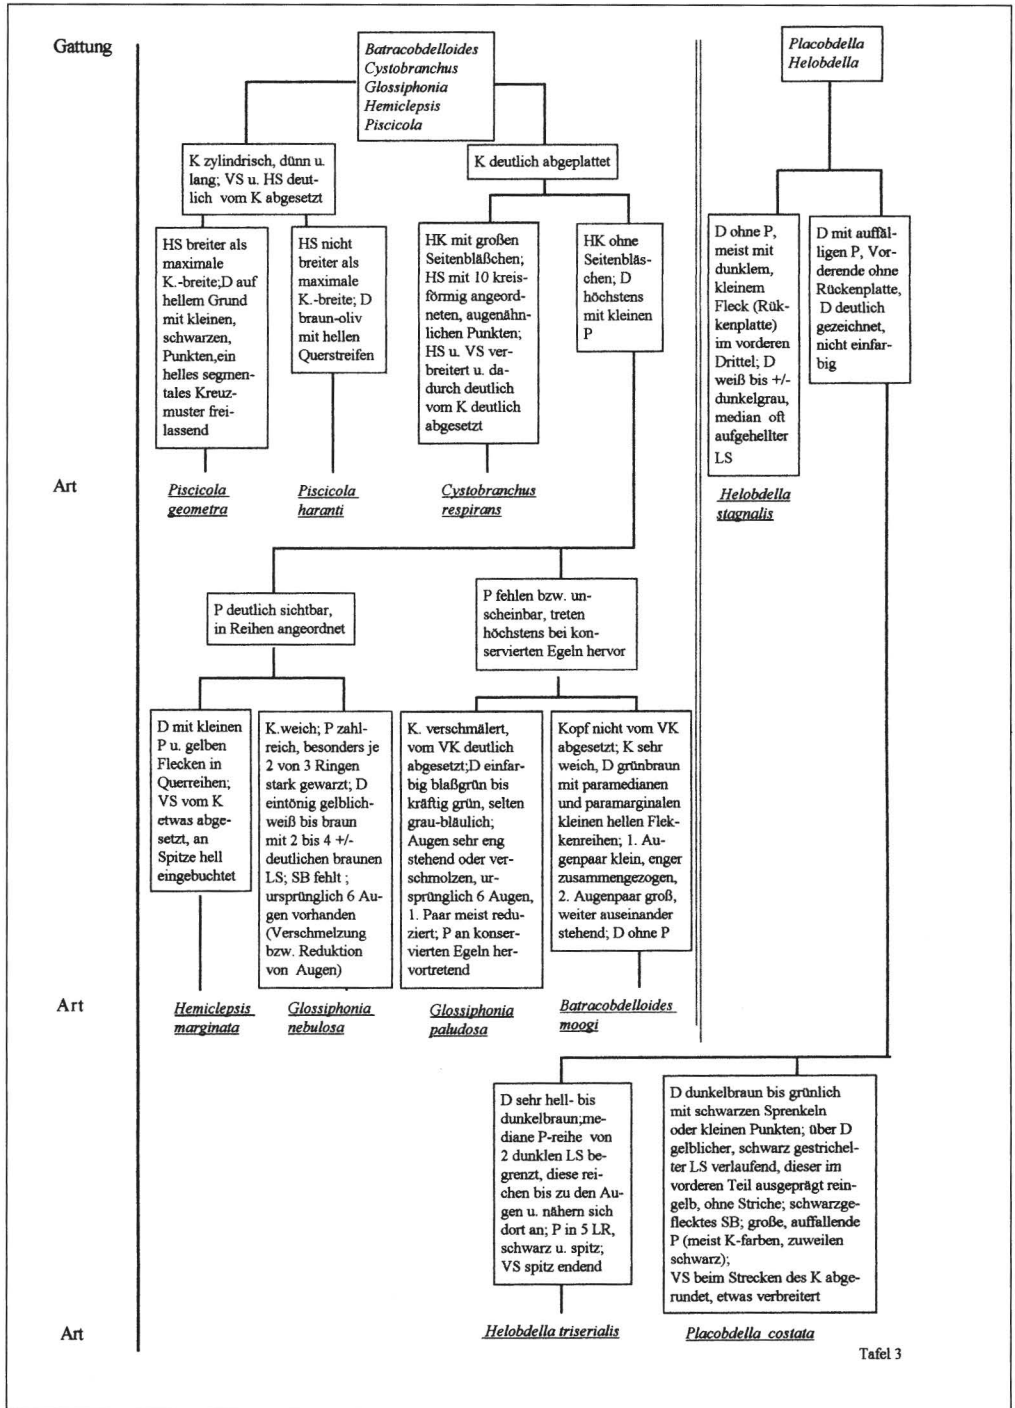 Gattung
Batracobdelloides
Cystobranchus
Glossiphonia
Hemiclepsis
Piscicola
Placobdella
Helobdella
K zylindrisch, dünn u.
lang; VS u. HS deut-
lich vom K abgesetzt
K deutlich abgeplattet
HS breiter als
maximale
K.-breite;D auf
hellem Grund
mit kleinen,
schwarzen,
Punkten,ein
helles segmen-
tales Kreuz-
muster frei-
lassend
HS nicht
breiter als
maximale
K.-breite; D
braun-oliv
mit hellen
Querstreifen
HK mit großen
Seitenbläßchen;
HS mit 10 kreis-
förmig angeord-
neten, augenähn-
lichen Punkten;
HS u. VS ver-
breitert u. da-
durch deutlich
vom K deutlich
abgesetzt
HK ohne
Seitenbläs-
chen; D
höchstens
mit kleinen
P
D ohne P,
meist mit
dunklem,
kleinem
Fleck (Rük-
kenplatte)
im vorderen
Drittel; D
weiß bis +/-
dunkelgrau,
median oft
aufgehellter
LS
D mit auffäl-
ligen P, Vor-
derende ohne
Rückenplatte,
D deutlich
gezeichnet,
nicht einfar-
big
Art
Piscicola
geometra
Piscicola
haranti
Cystobranchus
respirans
Helobdella
stagnalis
P deutlich sichtbar,
in Reihen angeordnet
P fehlen bzw. un-
scheinbar, treten
höchstens bei kon-
servierten Egeln hervor
D mit kleinen
P u. gelben
Flecken in
Querreihen;
VS vom K
etwas abge-
setzt, an
Spitze hell
eingebuchtet
K.weich; P zahl-
reich, besonders je
2 von 3 Ringen
stark gewarzt; D
eintönig gelblich-
weiß bis braun
mit 2 bis 4 +/-
deutlichen braunen
LS; SB fehlt ;
ursprünglich 6 Au-
gen vorhanden
(Verschmelzung
bzw. Reduktion
von Augen)
K. verschmälert,
vom VK deutlich
abgesetzt;D einfar-
big blaßgrün bis
kräftig grün, selten
grau-bläulich;
Augen sehr eng
stehend oder ver-
schmolzen, ur-
sprünglich 6 Augen,
1. Paar meist redu-
ziert; P an konser-
vierten Egeln her-
vortretend
Kopf nicht vom VK
abgesetzt; K sehr
weich, D grünbraun
mit paramedianen
und paramarginalen
kleinen hellen Flek-
kenreihen; 1. Au-
genpaar klein, enger
zusammengezogen,
2. Augenpaar groß,
weiter auseinander
stehend; D ohne P
Art
Hemiclepsis
marginata
Glossiphonia
nebulosa
Glossiphonia
paludosa
Batracobdelloides
moogi
D sehr hell- bis
dunkelbraun;me-
diane P-reihe von
2 dunklen LS be-
grenzt, diese rei-
chen bis zu den Au-
gen u. nähern sich
dort an; P in 5 LR,
schwarz u. spitz;
VS spitz endend
D dunkelbraun bis grünlich
mit schwarzen Sprenkeln
oder kleinen Punkten; über D
gelblicher, schwarz gestrichel-
ter LS verlaufend, dieser im
vorderen Teil ausgeprägt rein-
gelb, ohne Striche; schwarzge-
flecktes SB; große, auffallende
P (meist K-farben, zuweilen
schwarz);
VS beim Strecken des K abge-
rundet, etwas verbreitert
Art
Helobdella triserialis
Placobdella costata
Tafel 3